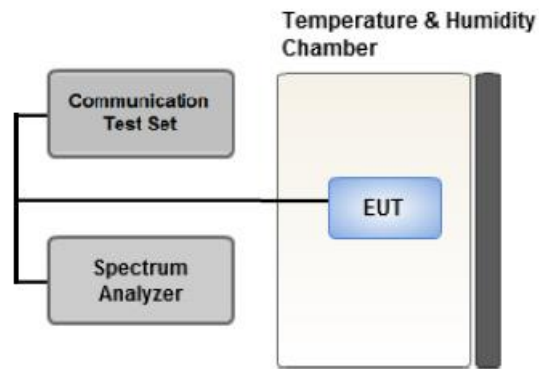 Temperature & Humidity
Chamber
Communication
Test Set
EUT
Spectrum
Analyzer